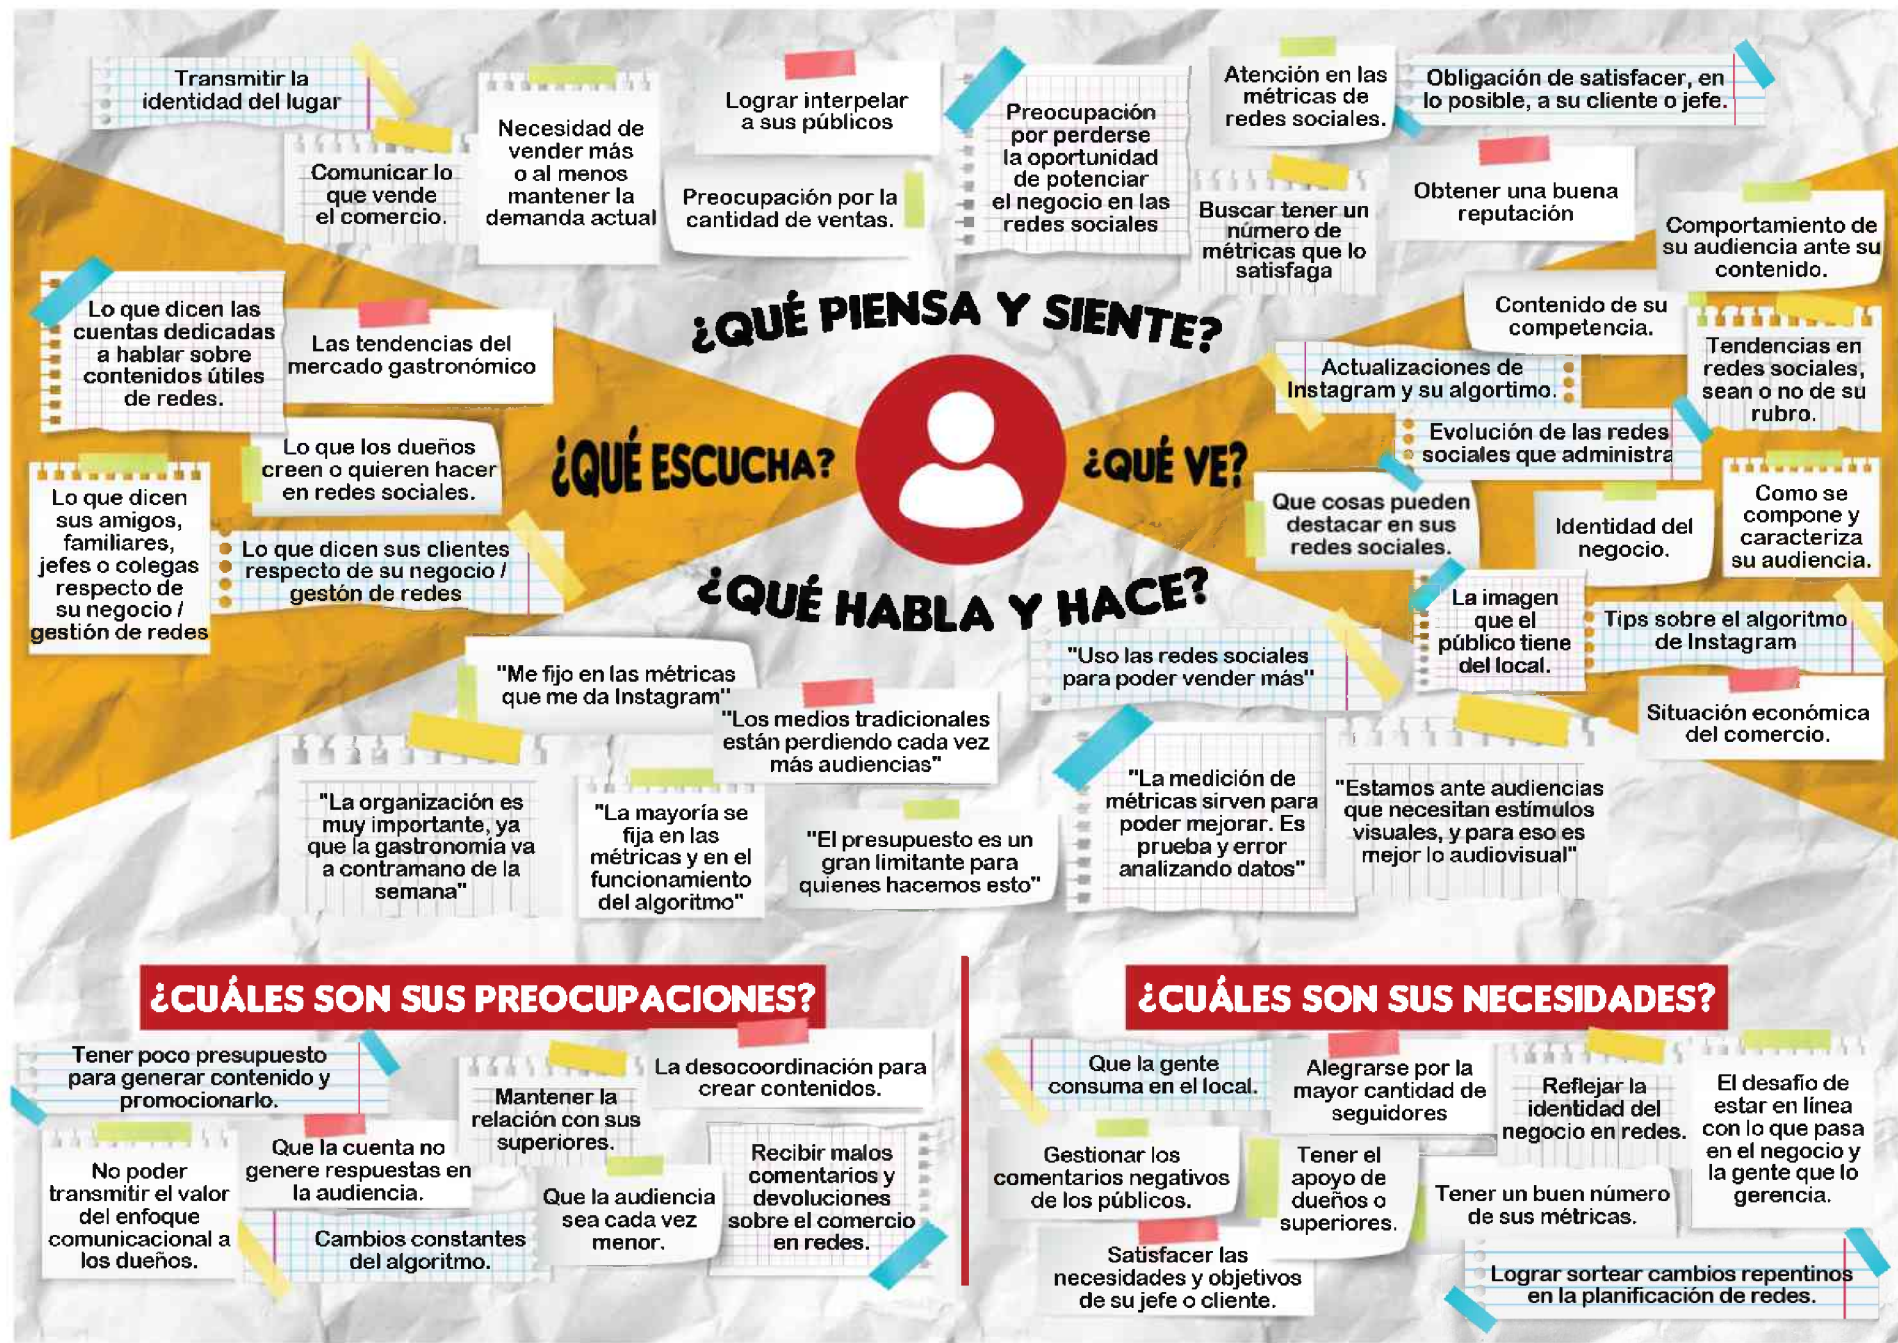 Transmitir la
identidad del lugar
Comunicar lo
que vende
el comercio.
Necesidad de
vender más
o al menos
mantener la
demanda actual
Lograr interpelar
a sus públicos
Preocupación por la
cantidad de ventas.
Preocupación
por perderse
la oportunidad
de potenciar
el negocio en las
redes sociales
Atención en las
métricas de
redes sociales.
Obligación de satisfacer, en
lo posible, a su cliente o jefe.
Buscar tener un
número de
métricas que lo
satisfaga
Obtener una buena
reputación
¿QUÉ PIENSA Y SIENTE?
Lo que dicen las
cuentas dedicadas
a hablar sobre
contenidos útiles
de redes.
Las tendencias del
mercado gastronómico
Lo que los dueños
creen o quieren hacer
en redes sociales.
Lo que dicen
sus amigos,
familiares,
jefes o colegas
respecto de
su negocio /
gestión de redes
Lo que dicen sus clientes
respecto de su negocio /
gestón de redes
¿QUÉ ESCUCHA?
¿QUÉ VE?
Comportamiento de
su audiencia ante su
contenido.
Contenido de su
competencia.
Actualizaciones de
Instagram y su algortimo.
Tendencias en
redes sociales,
sean o no de su
rubro.
Evolución de las redes
sociales que administra
Que cosas pueden
destacar en sus
redes sociales.
Identidad del
negocio.
Como se
compone y
caracteriza
su audiencia.
La imagen
que el
público tiene
del local.
Tips sobre el algoritmo
de Instagram
Situación económica
del comercio.
¿QUÉ HABLA Y HACE?
"Me fijo en las métricas
que me da Instagram"
"Los medios tradicionales
están perdiendo cada vez
más audiencias"
"Uso las redes sociales
para poder vender más"
"La organización es
muy importante, ya
que la gastronomía va
a contramano de la
semana"
"La mayoría se
fija en las
métricas y en el
funcionamiento
del algoritmo"
"El presupuesto es un
gran limitante para
quienes hacemos esto"
"La medición de
métricas sirven para
poder mejorar. Es
prueba y error
analizando datos"
"Estamos ante audiencias
que necesitan estímulos
visuales, y para eso es
mejor lo audiovisual"
¿CUÁLES SON SUS PREOCUPACIONES?
Tener poco presupuesto
para generar contenido y
promocionarlo.
Mantener la
relación con sus
superiores.
La desocoordinación para
crear contenidos.
No poder
transmitir el valor
del enfoque
comunicacional a
los dueños.
Que la cuenta no
genere respuestas en
la audiencia.
Cambios constantes
del algoritmo.
Que la audiencia
sea cada vez
menor.
Recibir malos
comentarios y
devoluciones
sobre el comercio
en redes.
¿CUÁLES SON SUS NECESIDADES?
Que la gente
consuma en el local.
Alegrarse por la
mayor cantidad de
seguidores
Reflejar la
identidad del
negocio en redes.
El desafío de
estar en línea
con lo que pasa
en el negocio y
la gente que lo
gerencia.
Gestionar los
comentarios negativos
de los públicos.
Tener el
apoyo de
dueños o
superiores.
Tener un buen número
de sus métricas.
Satisfacer las
necesidades y objetivos
de su jefe o cliente.
Lograr sortear cambios repentinos
en la planificación de redes.